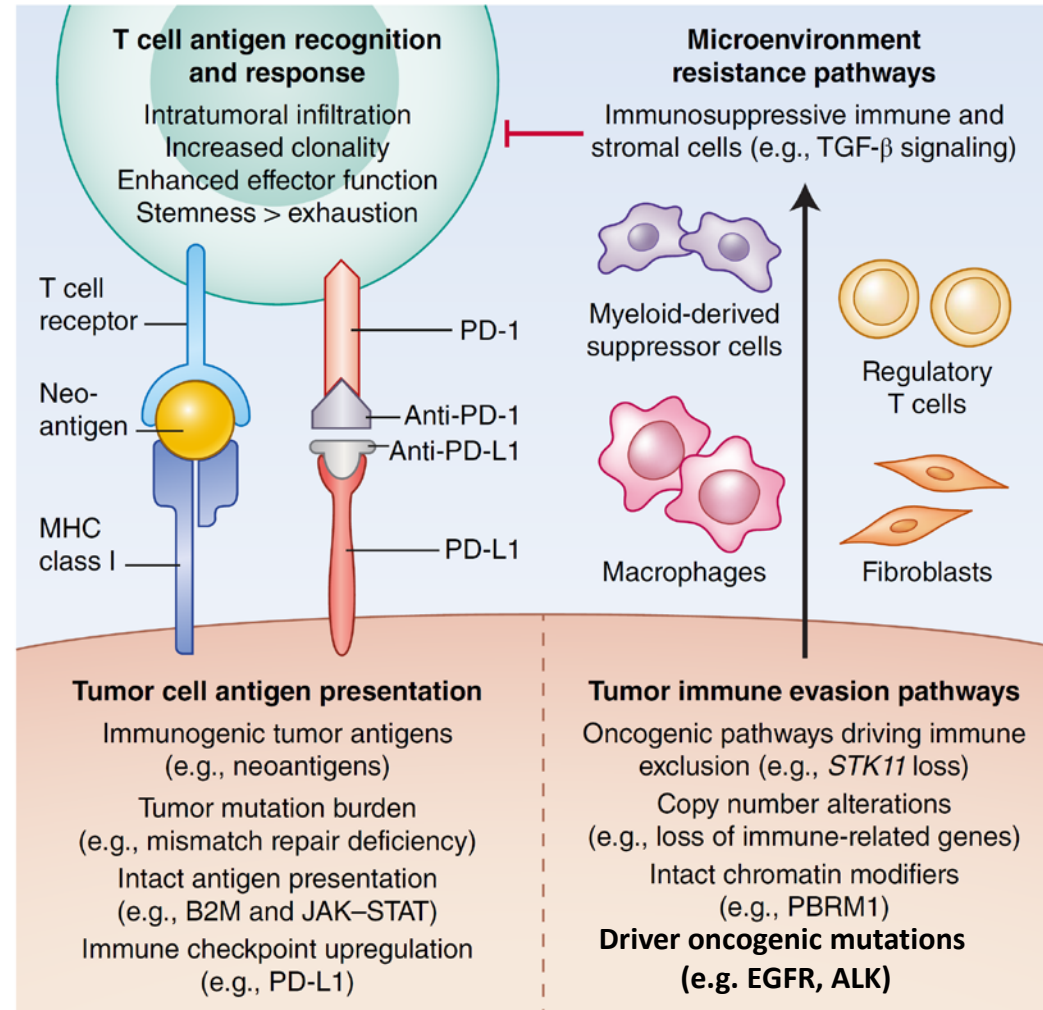 T cell antigen recognition
and response
Intratumoral infiltration
Increased clonality
Enhanced effector function
Stemness > exhaustion
Microenvironment
resistance pathways
Immunosuppressive immune and
stromal cells (e.g., TGF-β signaling)
T cell
receptor
Neo-
antigen
MHC
class I
PD-1
Anti-PD-1
Anti-PD-L1
PD-L1
Myeloid-derived
suppressor cells
Regulatory
T cells
Macrophages
Fibroblasts
Tumor cell antigen presentation
Immunogenic tumor antigens
(e.g., neoantigens)
Tumor mutation burden
(e.g., mismatch repair deficiency)
Intact antigen presentation
(e.g., B2M and JAK–STAT)
Immune checkpoint upregulation
(e.g., PD-L1)
Tumor immune evasion pathways
Oncogenic pathways driving immune
exclusion (e.g., STK11 loss)
Copy number alterations
(e.g., loss of immune-related genes)
Intact chromatin modifiers
(e.g., PBRM1)
Driver oncogenic mutations
(e.g. EGFR, ALK)